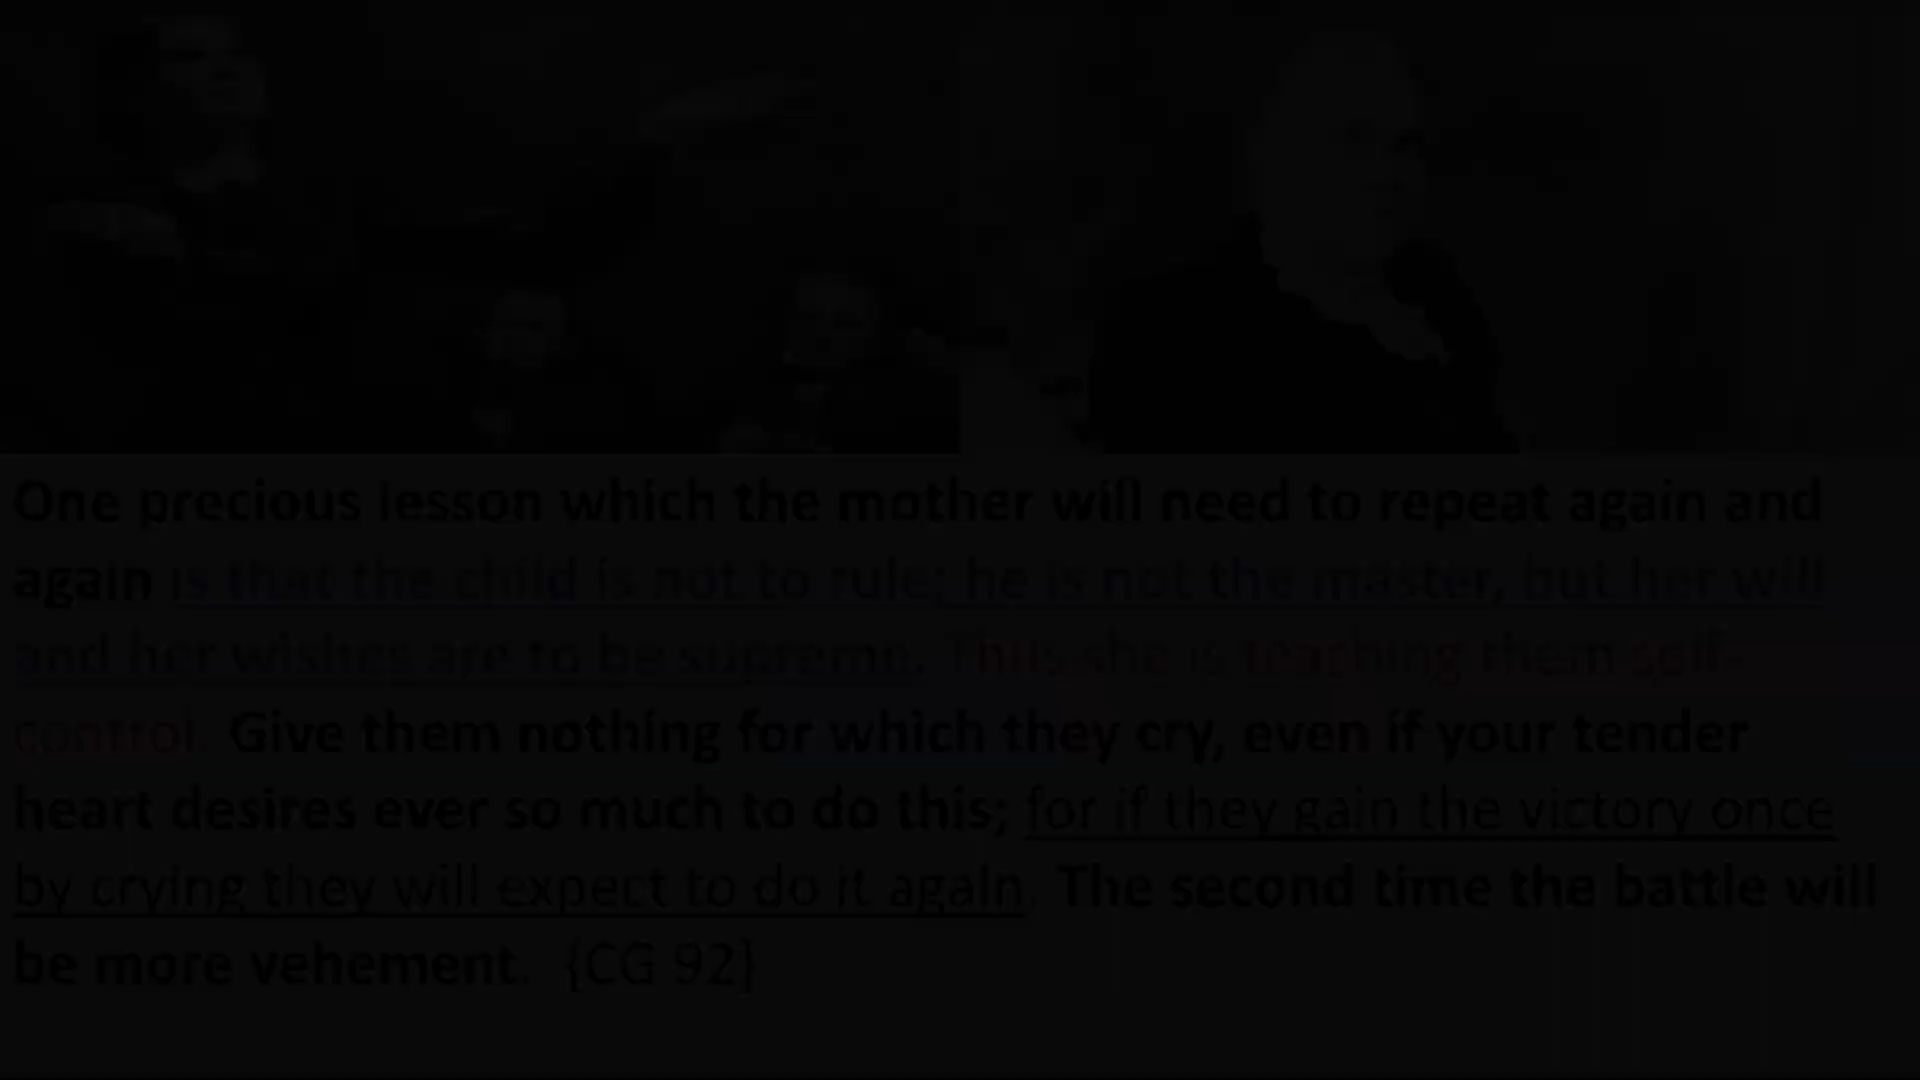 One precious lesson which the mother will need to repeat again and
again is that the child is not to rule; he is not the master, but her will
and her wishes are to be supreme. Thus she is teaching them self-
control. Give them nothing for which they cry, even if your tender
heart desires ever so much to do this; for if they gain the victory once
by crying they will expect to do it again. The second time the battle will
be more vehement. {CG 92}